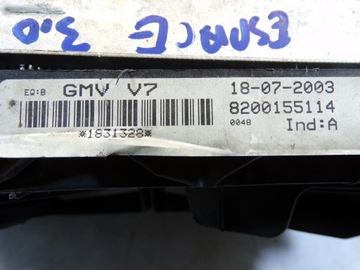 ESPACE 3.0
EQ:B GMV V7 18-07-2003
8200155114
*1831328* 0048 Ind:A